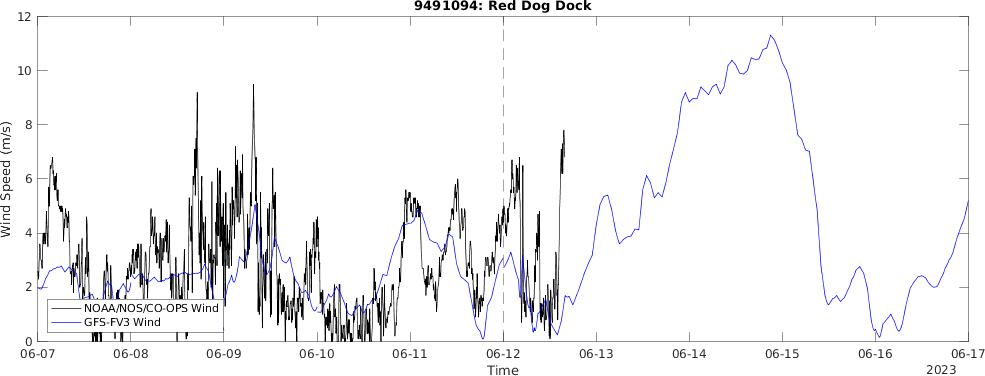 9491094: Red Dog Dock
Wind Speed (m/s)
12
10
8
6
4
2
0
NOAA/NOS/CO-OPS Wind
GFS-FV3 Wind
06-07 06-08 06-09 06-10 06-11 06-12 06-13 06-14 06-15 06-16 06-17
Time
2023